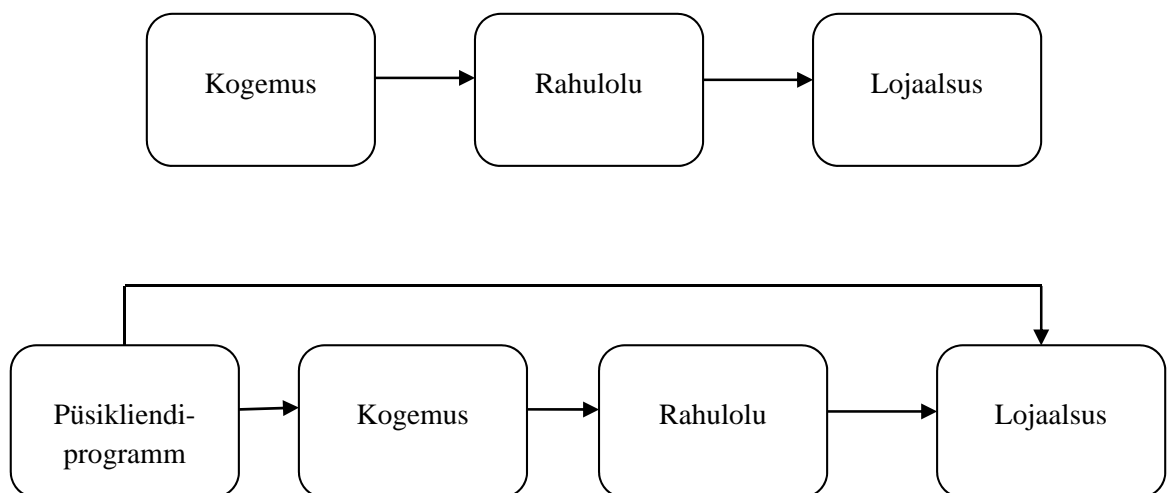 Kogemus
Rahulolu
Lojaalsus
Püsikliendi-
programm
Kogemus
Rahulolu
Lojaalsus